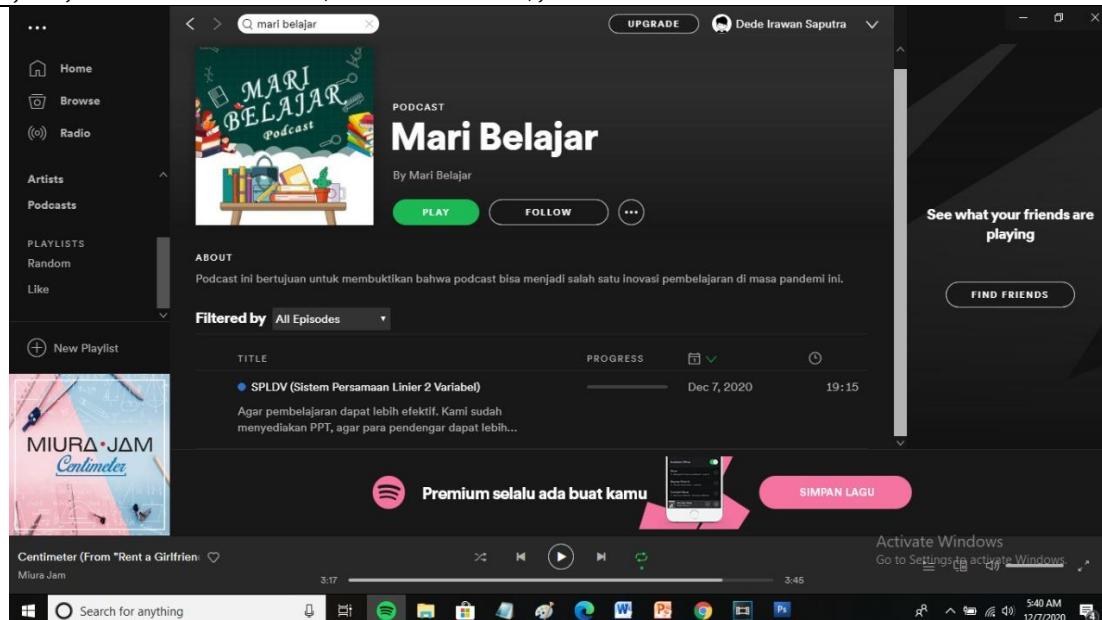 mari belajar
UPGRADE
Dede Irawan Saputra
Home
Browse
Radio
Artists
Podcasts
PLAYLISTS
Random
Like
New Playlist
MIURA•JAM
Centimeter
MARI
BELAJAR
Podcast
PODCAST
Mari Belajar
By Mari Belajar
PLAY
FOLLOW
ABOUT
Podcast ini bertujuan untuk membuktikan bahwa podcast bisa menjadi salah satu inovasi pembelajaran di masa pandemi ini.
Filtered by All Episodes
TITLE PROGRESS
SPLDV (Sistem Persamaan Linier 2 Variabel) Dec 7, 2020 19:15
Agar pembelajaran dapat lebih efektif. Kami sudah
menyediakan PPT, agar para pendengar dapat lebih...
See what your friends are
playing
FIND FRIENDS
Premium selalu ada buat kamu
SIMPAN LAGU
Centimeter (From "Rent a Girlfrien
Miura Jam
3:17 3:45
Activate Windows
Go to Settings to activate Windows.
Search for anything
5:40 AM
12/7/2020